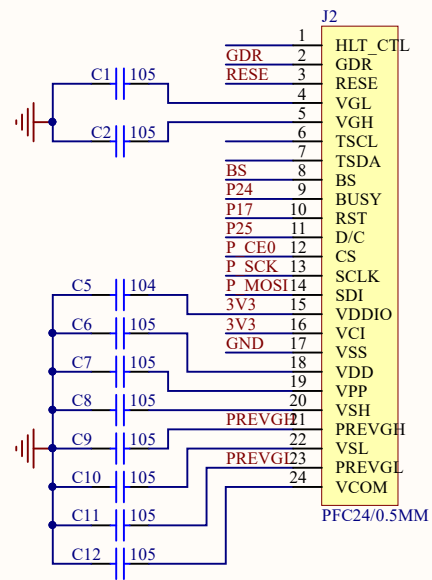 J2
1 HLT_CTL
GDR 2 GDR
RESE 3 RESE
C1 105 4 VGL
5 VGH
C2 105 6 TSCL
7 TSDA
BS 8 BS
P24 9 BUSY
P17 10 RST
P25 11 D/C
P_CE0 12 CS
P_SCK 13 SCLK
P_MOSI 14 SDI
C5 104 3V3 15 VDDIO
C6 105 3V3 16 VCI
GND 17 VSS
C7 105 18 VDD
19 VPP
C8 105 20 VSH
PREVGH 21 PREVGH
C9 105 22 VSL
C10 105 PREVGL 23 PREVGL
24 VCOM
C11 105 PFC24/0.5MM
C12 105